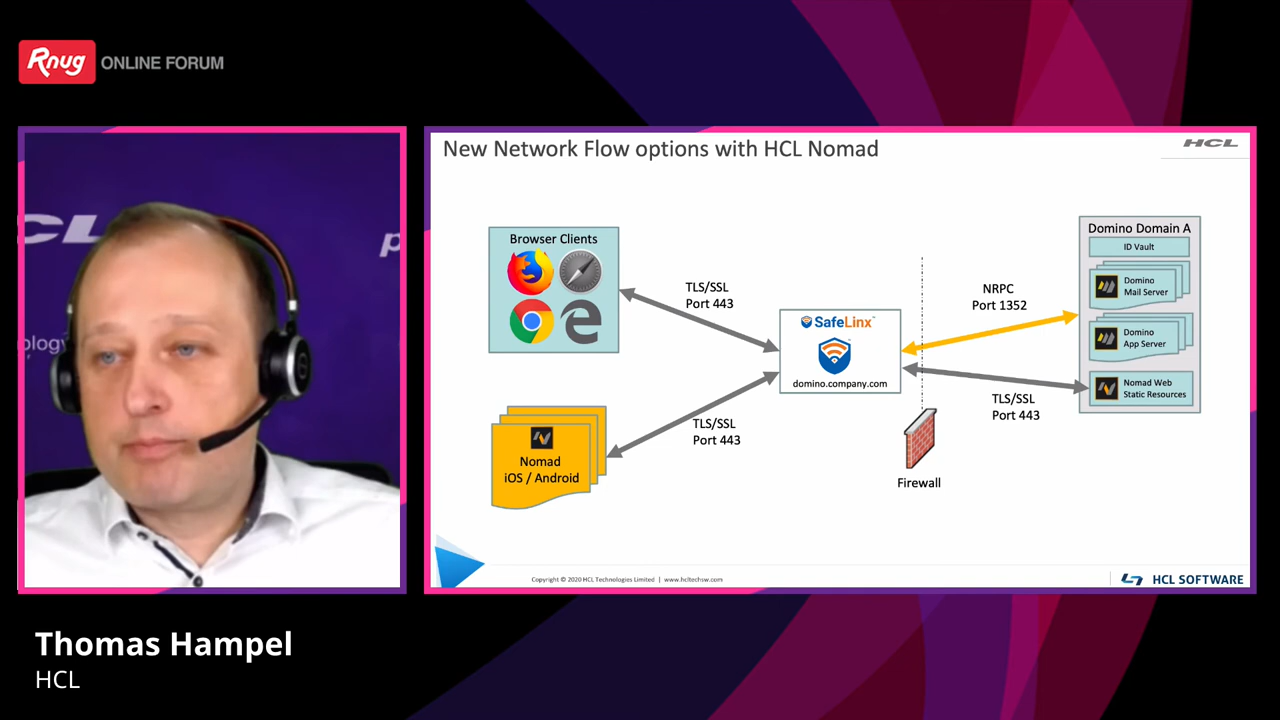 Rnug ONLINE FORUM
CL
p
ology
New Network Flow options with HCL Nomad
HCL
Browser Clients
TLS/SSL
Port 443
Nomad
iOS / Android
TLS/SSL
Port 443
SafeLinx™
domino.company.com
Firewall
NRPC
Port 1352
TLS/SSL
Port 443
Domino Domain A
ID Vault
Domino
Mail Server
Domino
App Server
Nomad Web
Static Resources
Copyright © 2020 HCL Technologies Limited | www.hcltechsw.com
HCL SOFTWARE
Thomas Hampel
HCL